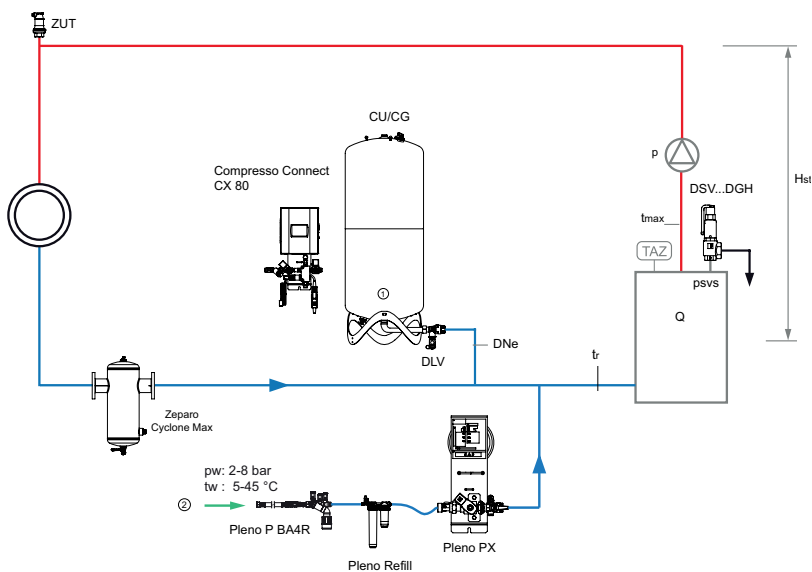 ZUT
CU/CG
Compresso Connect
CX 80
p
Hst
DSV...DGH
tmax
TAZ
psvs
①
Q
DNe
DLV
tr
Zeparo
Cyclone Max
pw: 2-8 bar
tw : 5-45 °C
②
Pleno P BA4R
Pleno PX
Pleno Refill